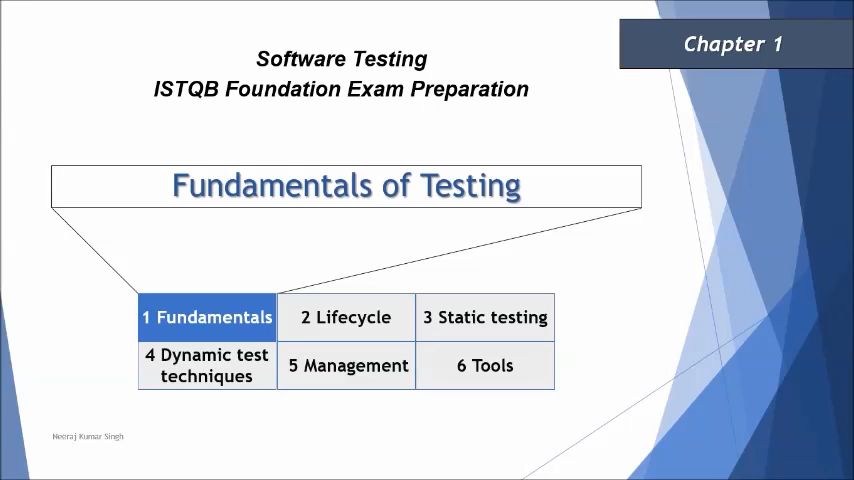 Chapter 1
Software Testing
ISTQB Foundation Exam Preparation
Fundamentals of Testing
1 Fundamentals
2 Lifecycle
3 Static testing
4 Dynamic test
techniques
5 Management
6 Tools
Neeraj Kumar Singh